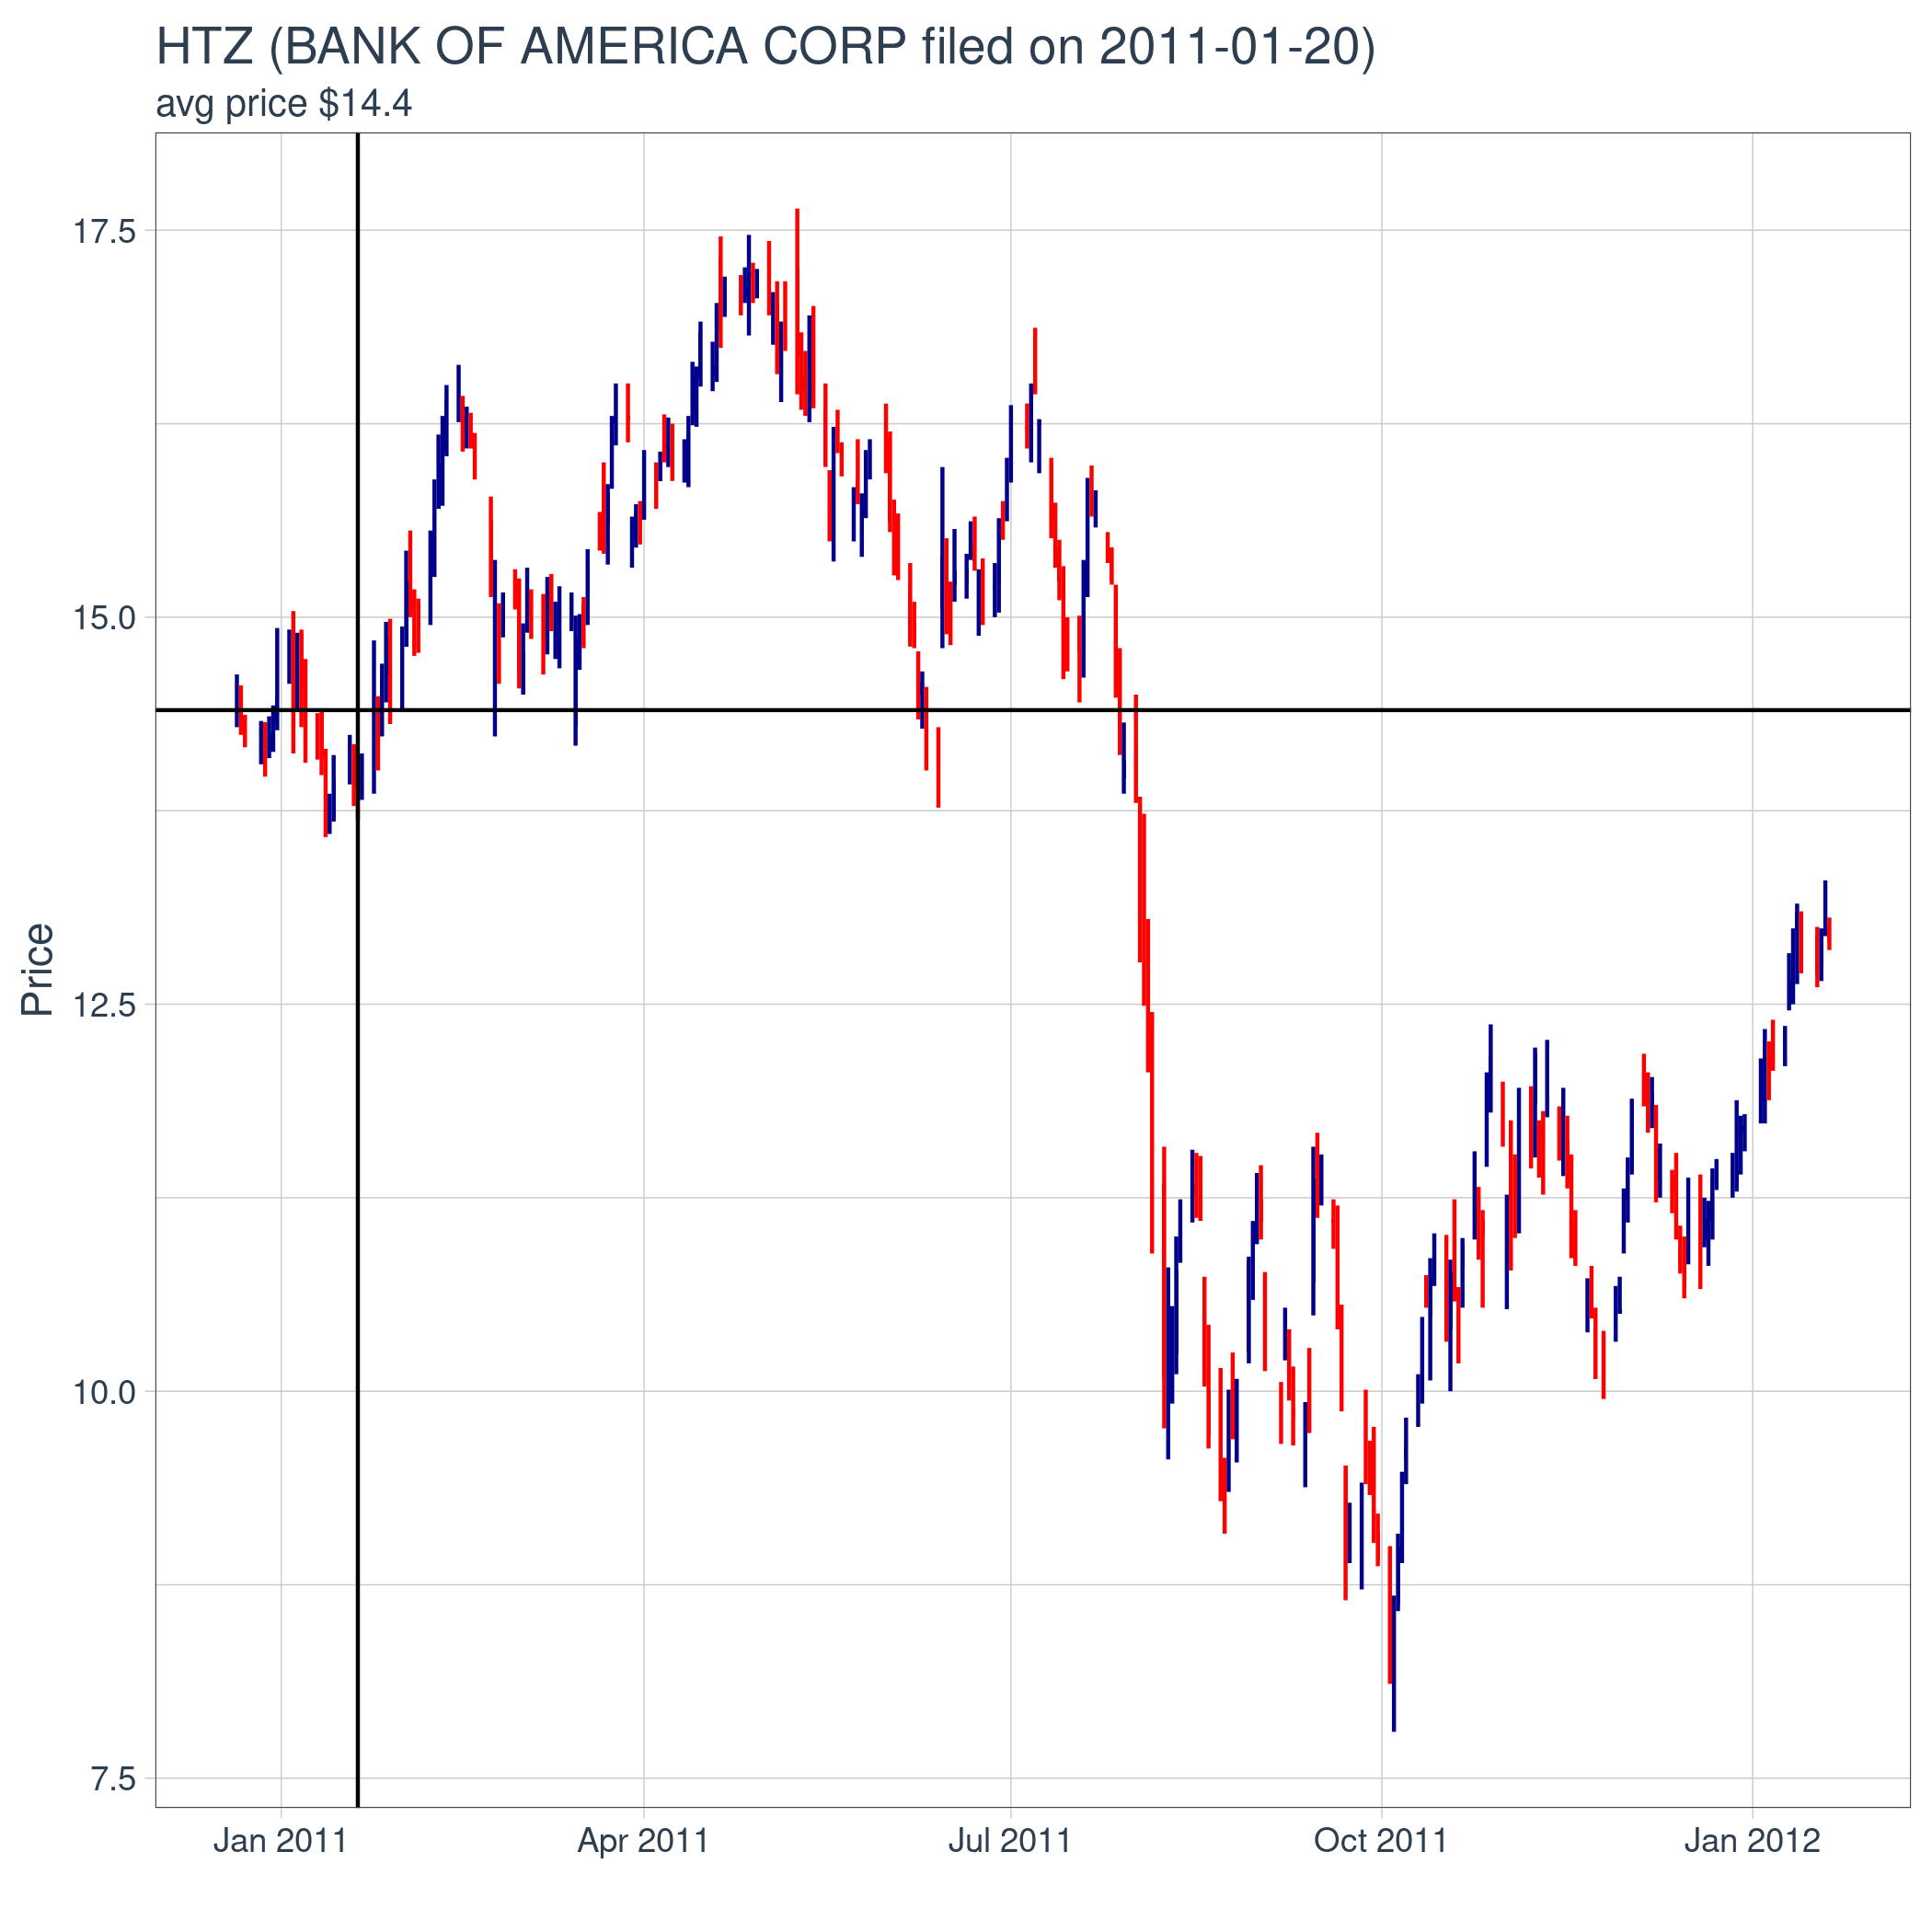 HTZ (BANK OF AMERICA CORP filed on 2011-01-20)
avg price $14.4
Price
17.5
15.0
12.5
10.0
7.5
Jan 2011
Apr 2011
Jul 2011
Oct 2011
Jan 2012